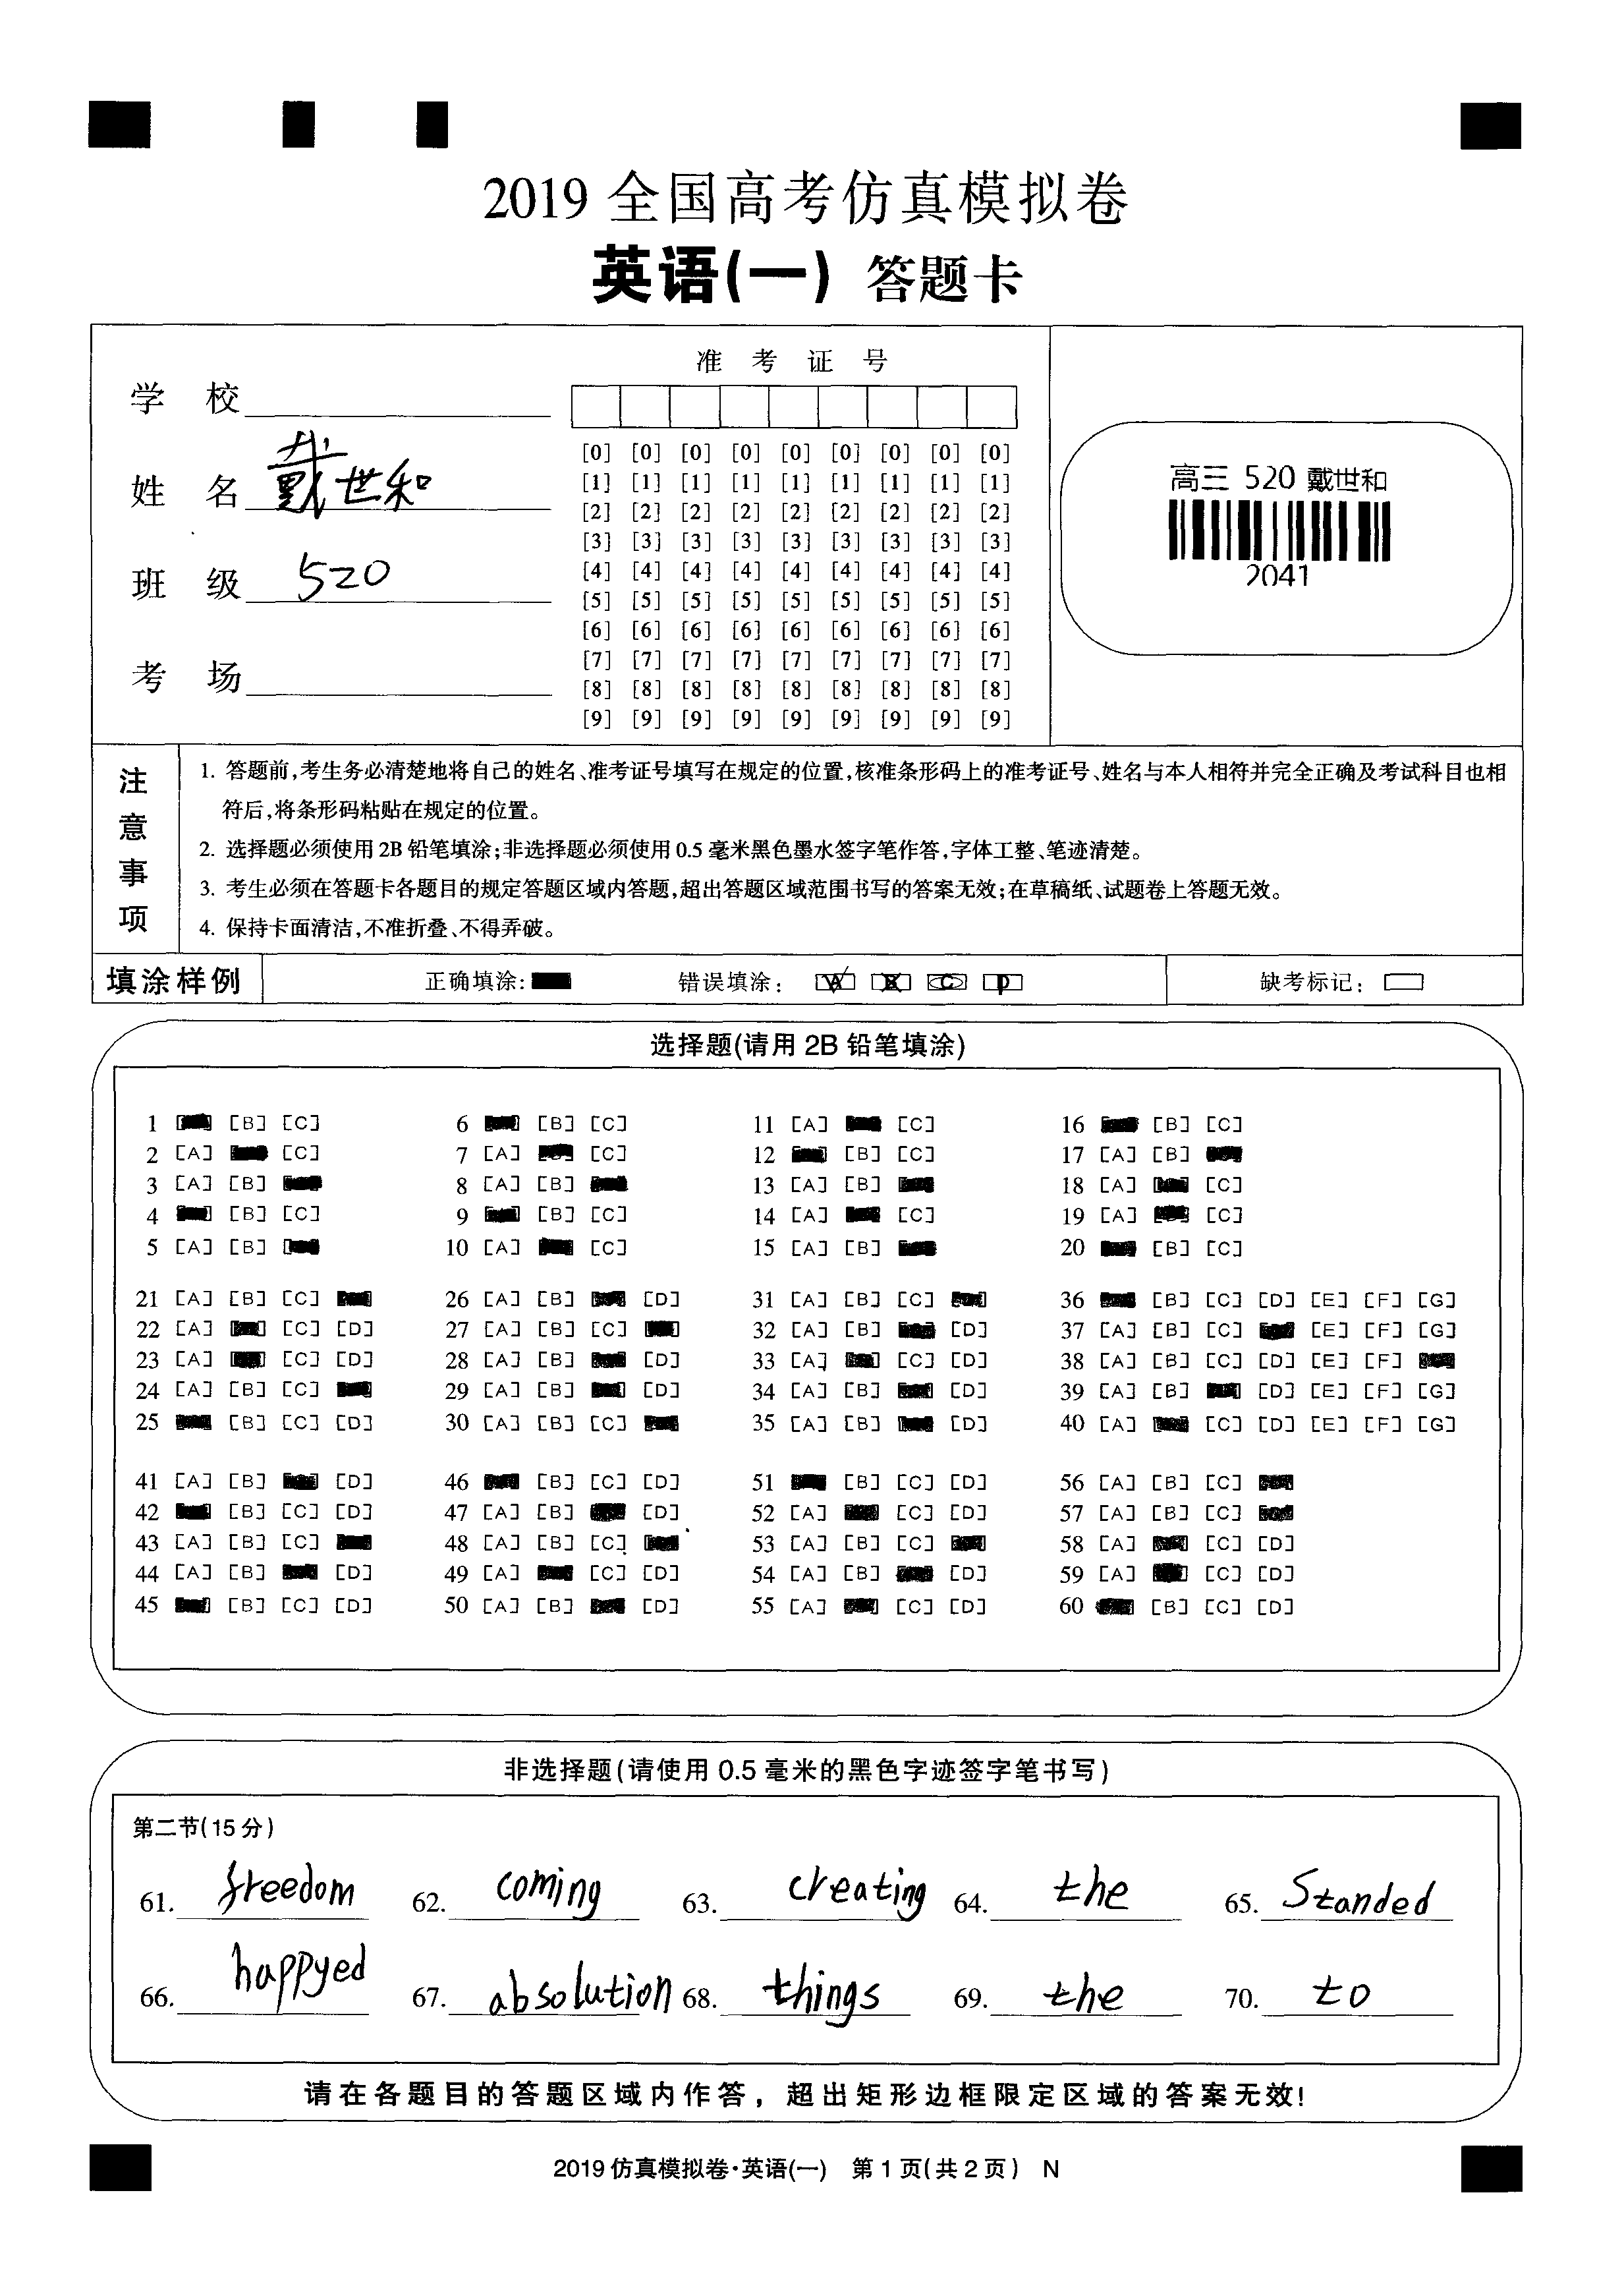 2019 全国高考仿真模拟卷
英语(一) 答题卡
准 考 证 号
学 校
姓 名 戴世和
班 级 520
考 场
[0] [0] [0] [0] [0] [0] [0] [0] [0]
[1] [1] [1] [1] [1] [1] [1] [1] [1]
[2] [2] [2] [2] [2] [2] [2] [2] [2]
[3] [3] [3] [3] [3] [3] [3] [3] [3]
[4] [4] [4] [4] [4] [4] [4] [4] [4]
[5] [5] [5] [5] [5] [5] [5] [5] [5]
[6] [6] [6] [6] [6] [6] [6] [6] [6]
[7] [7] [7] [7] [7] [7] [7] [7] [7]
[8] [8] [8] [8] [8] [8] [8] [8] [8]
[9] [9] [9] [9] [9] [9] [9] [9] [9]
高三 520 戴世和
2041
注意事项
1. 答题前,考生务必清楚地将自己的姓名、准考证号填写在规定的位置,核准条形码上的准考证号、姓名与本人相符并完全正确及考试科目也相
符后,将条形码粘贴在规定的位置。
2. 选择题必须使用2B铅笔填涂;非选择题必须使用0.5毫米黑色墨水签字笔作答,字体工整、笔迹清楚。
3. 考生必须在答题卡各题目的规定答题区域内答题,超出答题区域范围书写的答案无效;在草稿纸、试题卷上答题无效。
4. 保持卡面清洁,不准折叠、不得弄破。
填涂样例 正确填涂: 错误填涂: A B C D 缺考标记:
选择题(请用 2B 铅笔填涂)
1 [B] [C] 6 [B] [C] 11 [A] [C] 16 [B] [C]
2 [A] [C] 7 [A] [C] 12 [B] [C] 17 [A] [B]
3 [A] [B] 8 [A] [B] 13 [A] [B] 18 [A] [C]
4 [B] [C] 9 [B] [C] 14 [A] [C] 19 [A] [C]
5 [A] [B] 10 [A] [C] 15 [A] [B] 20 [B] [C]
21 [A] [B] [C] 26 [A] [B] [D] 31 [A] [B] [C] 36 [B] [C] [D] [E] [F] [G]
22 [A] [C] [D] 27 [A] [B] [C] 32 [A] [B] [D] 37 [A] [B] [C] [E] [F] [G]
23 [A] [C] [D] 28 [A] [B] [D] 33 [A] [C] [D] 38 [A] [B] [C] [D] [E] [F]
24 [A] [B] [C] 29 [A] [B] [D] 34 [A] [B] [D] 39 [A] [B] [D] [E] [F] [G]
25 [B] [C] [D] 30 [A] [B] [C] 35 [A] [B] [D] 40 [A] [C] [D] [E] [F] [G]
41 [A] [B] [D] 46 [B] [C] [D] 51 [B] [C] [D] 56 [A] [B] [C]
42 [B] [C] [D] 47 [A] [B] [D] 52 [A] [C] [D] 57 [A] [B] [C]
43 [A] [B] [C] 48 [A] [B] [C] 53 [A] [B] [C] 58 [A] [C] [D]
44 [A] [B] [D] 49 [A] [C] [D] 54 [A] [B] [D] 59 [A] [C] [D]
45 [B] [C] [D] 50 [A] [B] [D] 55 [A] [C] [D] 60 [B] [C] [D]
非选择题(请使用 0.5 毫米的黑色字迹签字笔书写)
第二节(15 分)
61. freedom 62. coming 63. creating 64. the 65. Standed
66. happyed 67. absolution 68. things 69. the 70. to
请在各题目的答题区域内作答，超出矩形边框限定区域的答案无效!
2019 仿真模拟卷·英语(一) 第 1 页(共 2 页) N